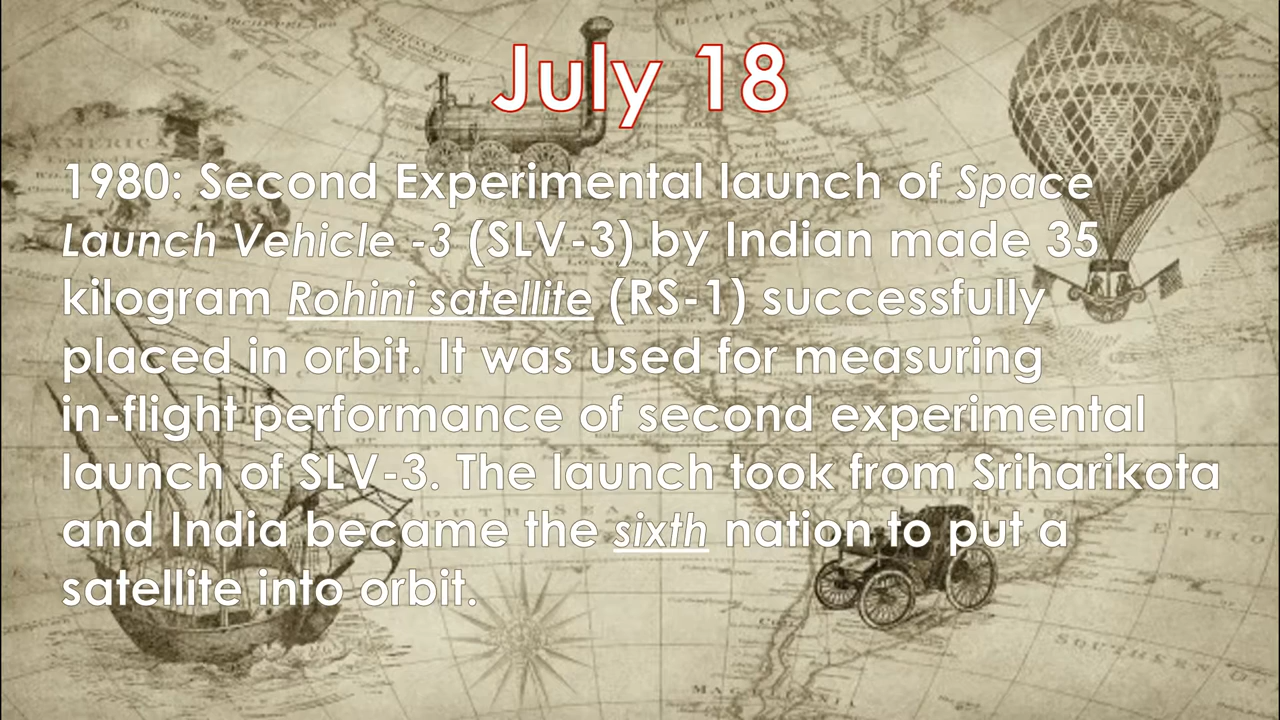 July 18
1980: Second Experimental launch of Space
Launch Vehicle -3 (SLV-3) by Indian made 35
kilogram Rohini satellite (RS-1) successfully
placed in orbit. It was used for measuring
in-flight performance of second experimental
launch of SLV-3. The launch took from Sriharikota
and India became the sixth nation to put a
satellite into orbit.